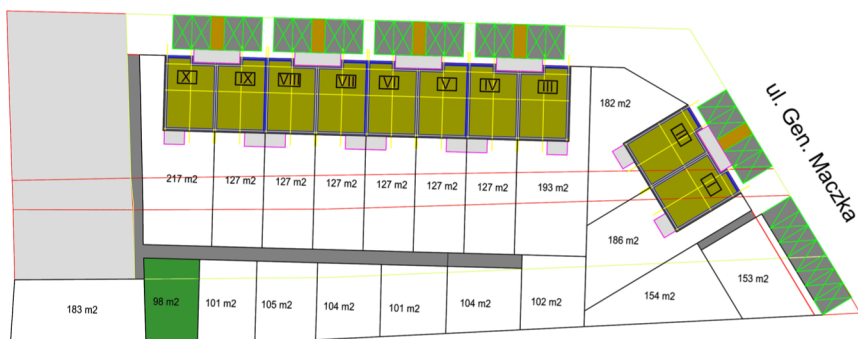 X
IX
VIII
VII
VI
V
IV
III
182 m2
II
I
ul. Gen. Maczka
217 m2
127 m2
127 m2
127 m2
127 m2
127 m2
127 m2
193 m2
186 m2
183 m2
98 m2
101 m2
105 m2
104 m2
101 m2
104 m2
102 m2
154 m2
153 m2